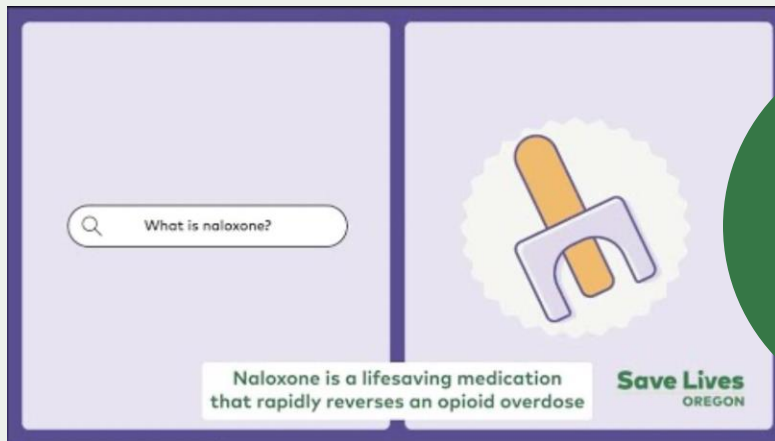 What is naloxone?
Naloxone is a lifesaving medication
that rapidly reverses an opioid overdose
Save Lives
OREGON